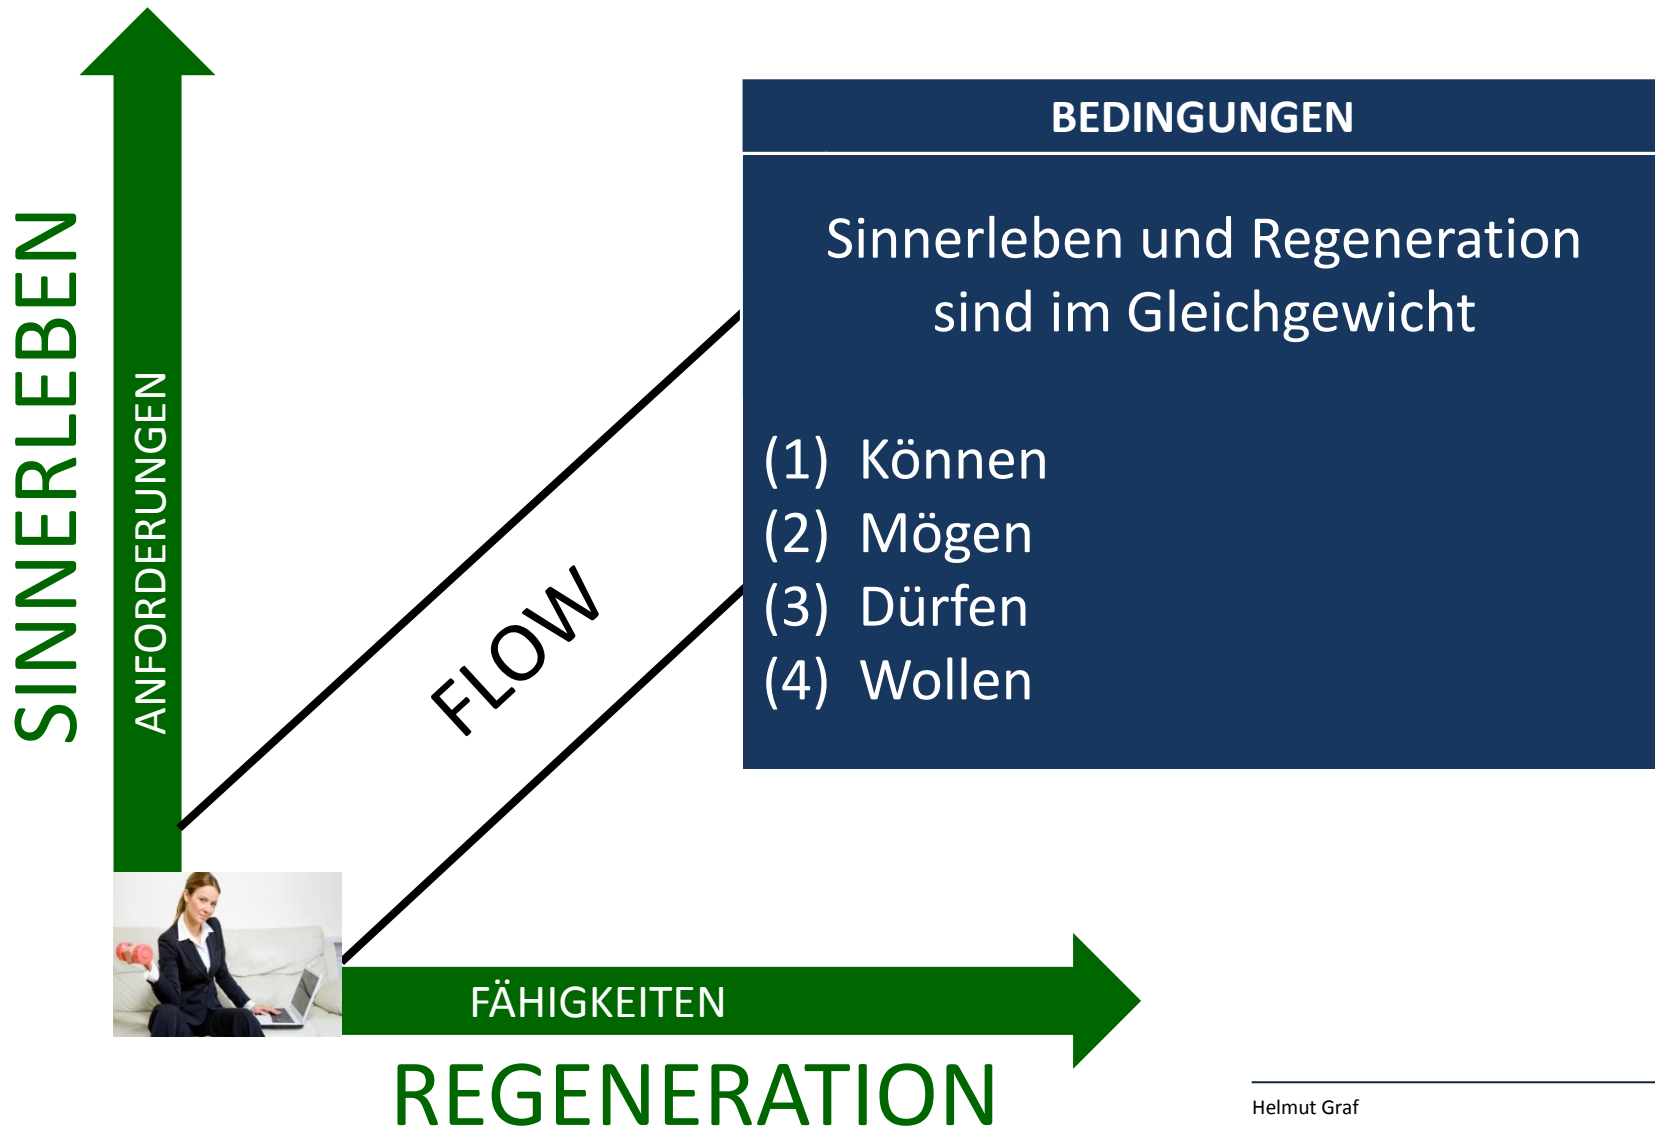 SINNERLEBEN
ANFORDERUNGEN
FLOW
BEDINGUNGEN
Sinnerleben und Regeneration
sind im Gleichgewicht
(1) Können
(2) Mögen
(3) Dürfen
(4) Wollen
FÄHIGKEITEN
REGENERATION
Helmut Graf